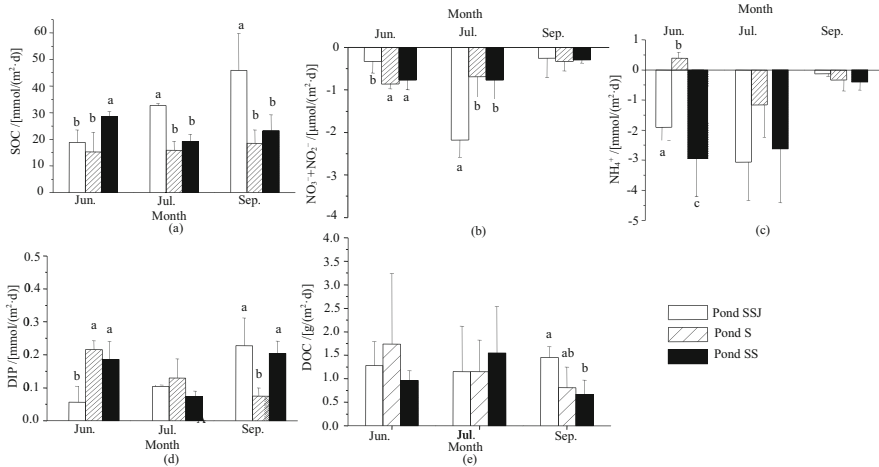 60
50
40
30
20
10
0
SOC /[mmol/(m²·d)]
b
b
a
a
b
b
a
b
b
Jun.
Jul.
Sep.
Month
(a)
Month
Jun.
Jul.
Sep.
0
-1
-2
-3
-4
NO₃⁻+NO₂⁻ /[μmol/(m²·d)]
b
a
a
a
b
b
(b)
Month
Jun.
Jul.
Sep.
1
0
-1
-2
-3
-4
-5
NH₄⁺ /[mmol/(m²·d)]
a
b
c
(c)
0.5
0.4
0.3
0.2
0.1
0.0
DIP /[mmol/(m²·d)]
b
a
a
a
b
a
Jun.
Jul.
Sep.
Month
(d)
4.0
3.5
3.0
2.5
2.0
1.5
1.0
0.5
0.0
DOC /[g/(m²·d)]
a
ab
b
Jun.
Jul.
Sep.
Month
(e)
Pond SSJ
Pond S
Pond SS